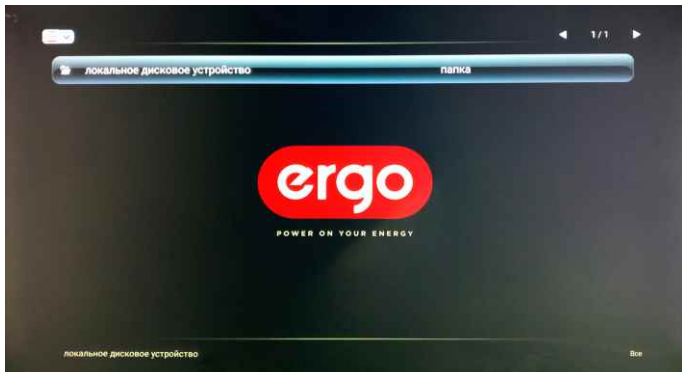 1/1
локальное дисковое устройство папка
ergo
POWER ON YOUR ENERGY
локальное дисковое устройство Все